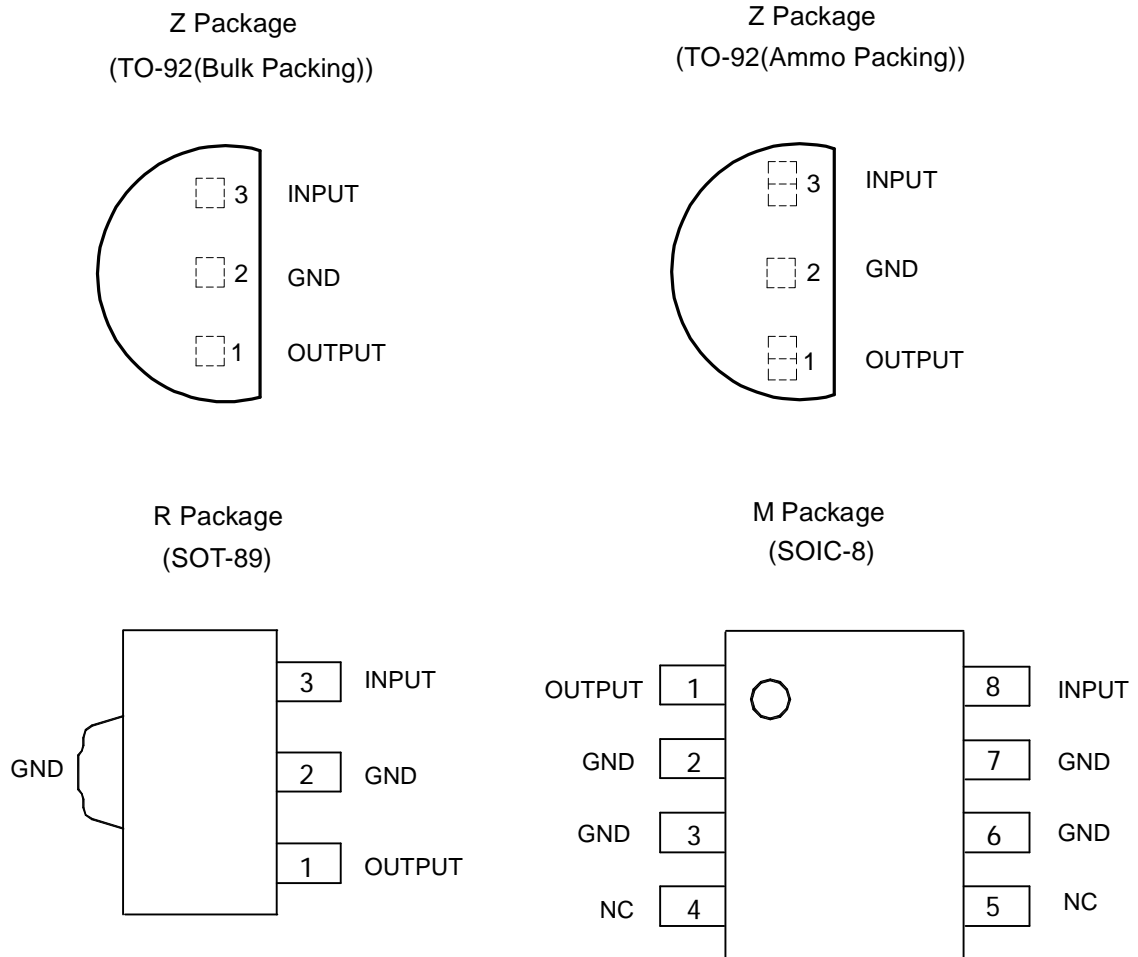 Z Package
(TO-92(Bulk Packing))
3 INPUT
2 GND
1 OUTPUT
Z Package
(TO-92(Ammo Packing))
3 INPUT
2 GND
1 OUTPUT
R Package
(SOT-89)
3 INPUT
GND 2 GND
1 OUTPUT
M Package
(SOIC-8)
OUTPUT 1 8 INPUT
GND 2 7 GND
GND 3 6 GND
NC 4 5 NC